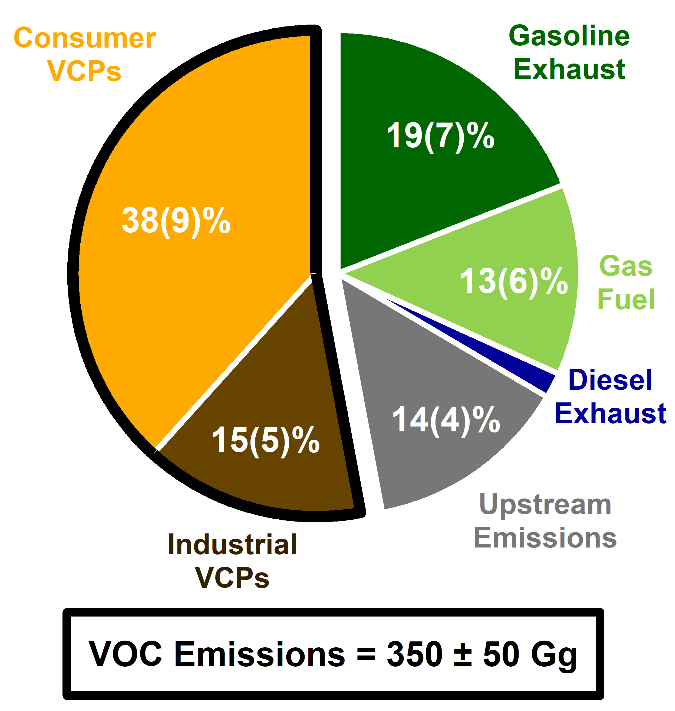 Consumer
VCPs
Gasoline
Exhaust
19(7)%
38(9)%
13(6)%
Gas
Fuel
Diesel
Exhaust
14(4)%
15(5)%
Upstream
Emissions
Industrial
VCPs
VOC Emissions = 350 ± 50 Gg